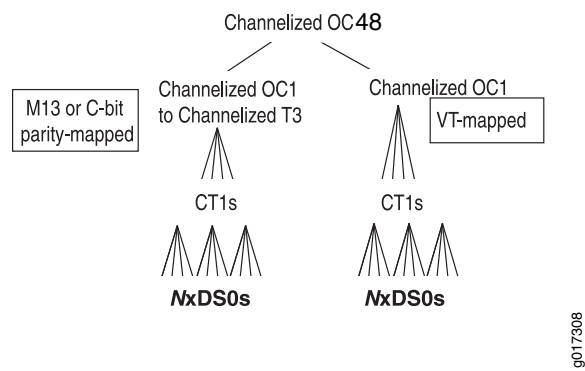 Channelized OC48
M13 or C-bit
parity-mapped
Channelized OC1
to Channelized T3
Channelized OC1
VT-mapped
CT1s
CT1s
NxDS0s
NxDS0s
g017308